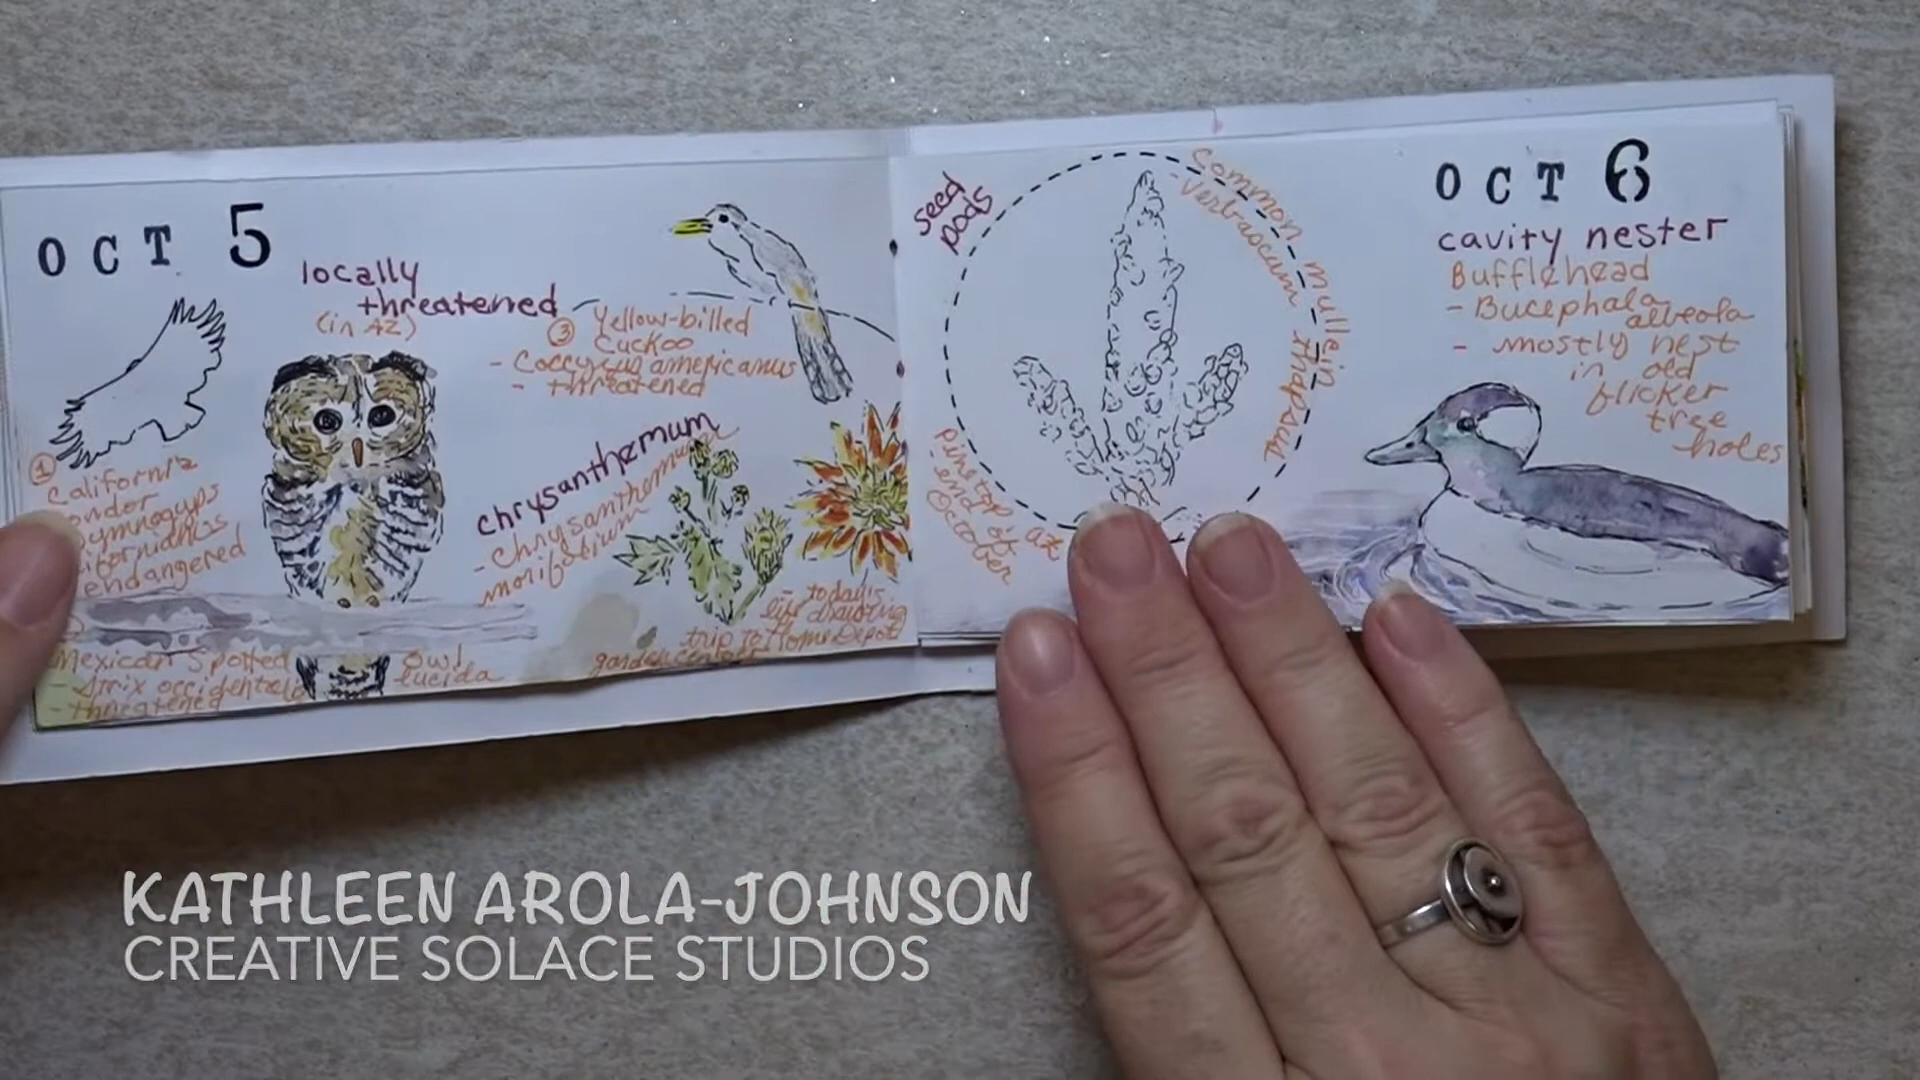 OCT 5
locally
threatened
(in AZ)
1
California
ondor
ymnogyps
ifornianus
endangered
Mexican Spotted Owl
- Strix occidentalis lucida
- threatened
3 Yellow-billed
Cuckoo
- Coccyzus americanus
- threatened
chrysanthemum
- chrysanthemum
morifolium
- today's
life drawing
trip to Home Depot
garden center
seed
pods
common mullein
- Verbascum thapsus
pinetop az
- end of
October
OCT 6
cavity nester
Bufflehead
- Bucephala
albeola
- mostly nest
in old
flicker
tree
holes
KATHLEEN AROLA-JOHNSON
CREATIVE SOLACE STUDIOS